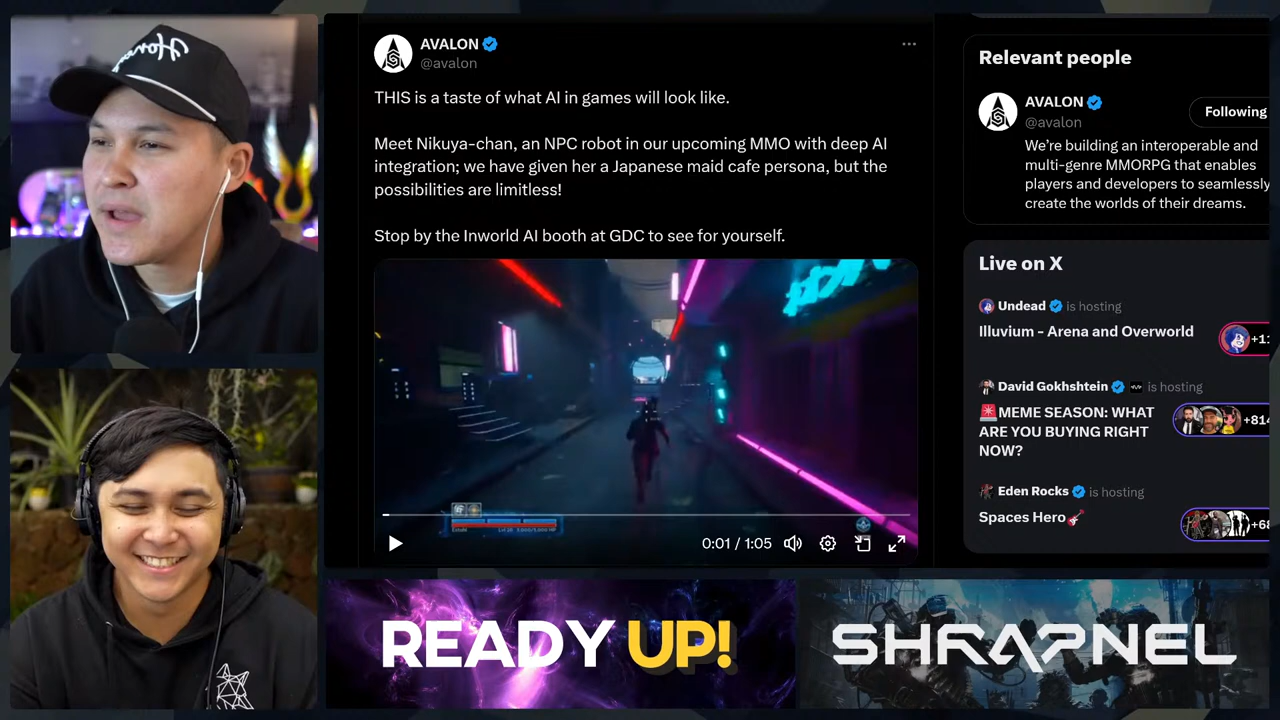 AVALON
@avalon
THIS is a taste of what AI in games will look like.
Meet Nikuya-chan, an NPC robot in our upcoming MMO with deep AI
integration; we have given her a Japanese maid cafe persona, but the
possibilities are limitless!
Stop by the Inworld AI booth at GDC to see for yourself.
0:01 / 1:05
Relevant people
AVALON
@avalon
Following
We're building an interoperable and
multi-genre MMORPG that enables
players and developers to seamlessly
create the worlds of their dreams.
Live on X
Undead is hosting
Illuvium - Arena and Overworld
+11
David Gokhshtein is hosting
🚨MEME SEASON: WHAT
ARE YOU BUYING RIGHT
NOW?
+814
Eden Rocks is hosting
Spaces Hero🎸
+68
READY UP!
SHRAPNEL